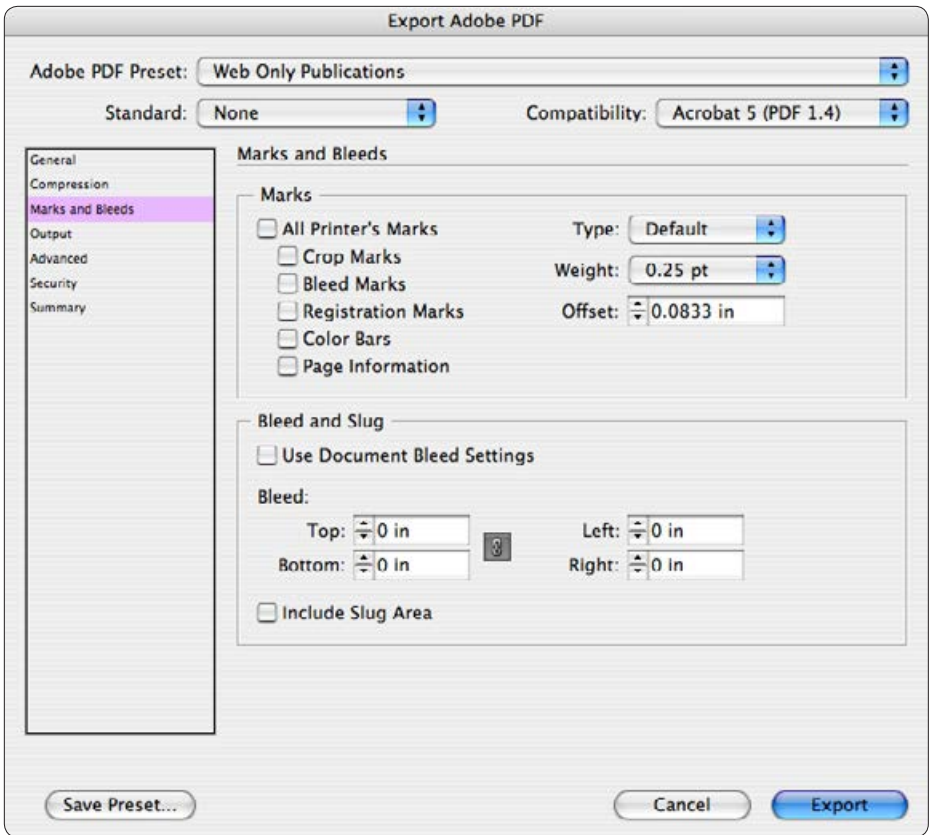 Export Adobe PDF
Adobe PDF Preset: Web Only Publications
Standard: None Compatibility: Acrobat 5 (PDF 1.4)
General
Compression
Marks and Bleeds
Output
Advanced
Security
Summary
Marks and Bleeds
Marks
All Printer's Marks
Crop Marks
Bleed Marks
Registration Marks
Color Bars
Page Information
Type: Default
Weight: 0.25 pt
Offset: 0.0833 in
Bleed and Slug
Use Document Bleed Settings
Bleed:
Top: 0 in Left: 0 in
Bottom: 0 in Right: 0 in
Include Slug Area
Save Preset... Cancel Export